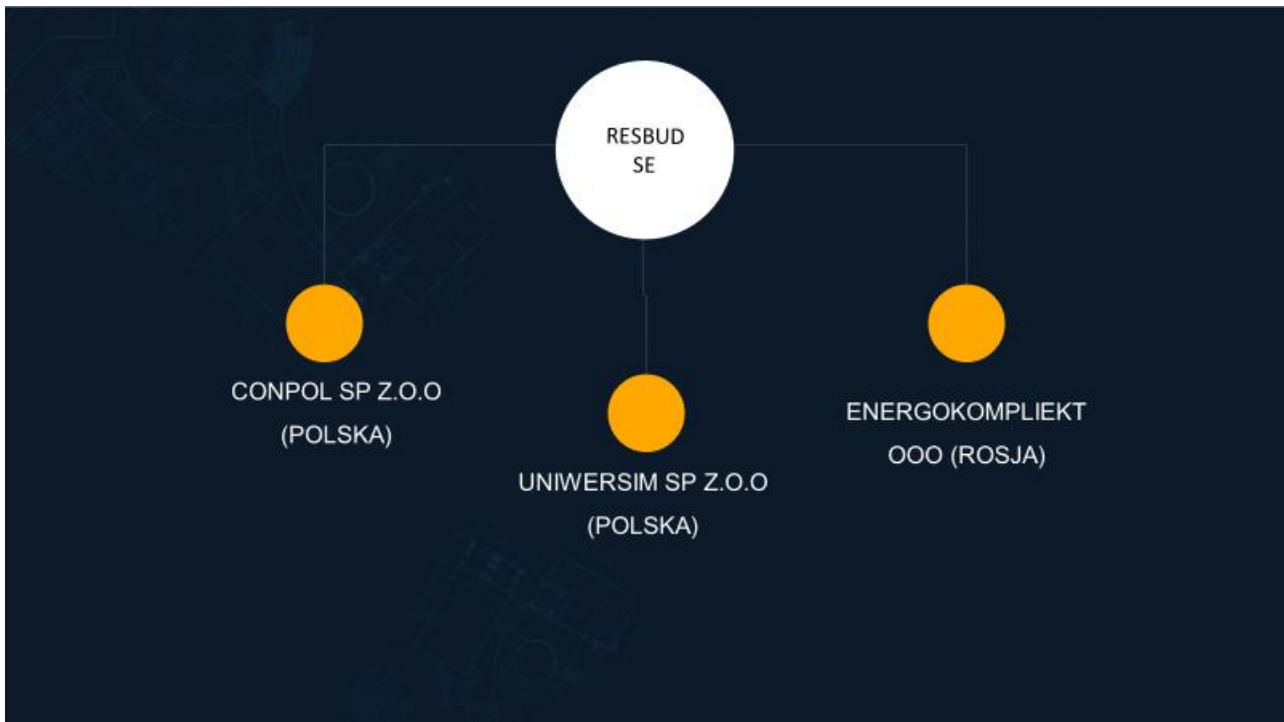 RESBUD
SE
CONPOL SP Z.O.O
(POLSKA)
UNIWERSIM SP Z.O.O
(POLSKA)
ENERGOKOMPLIEKT
OOO (ROSJA)